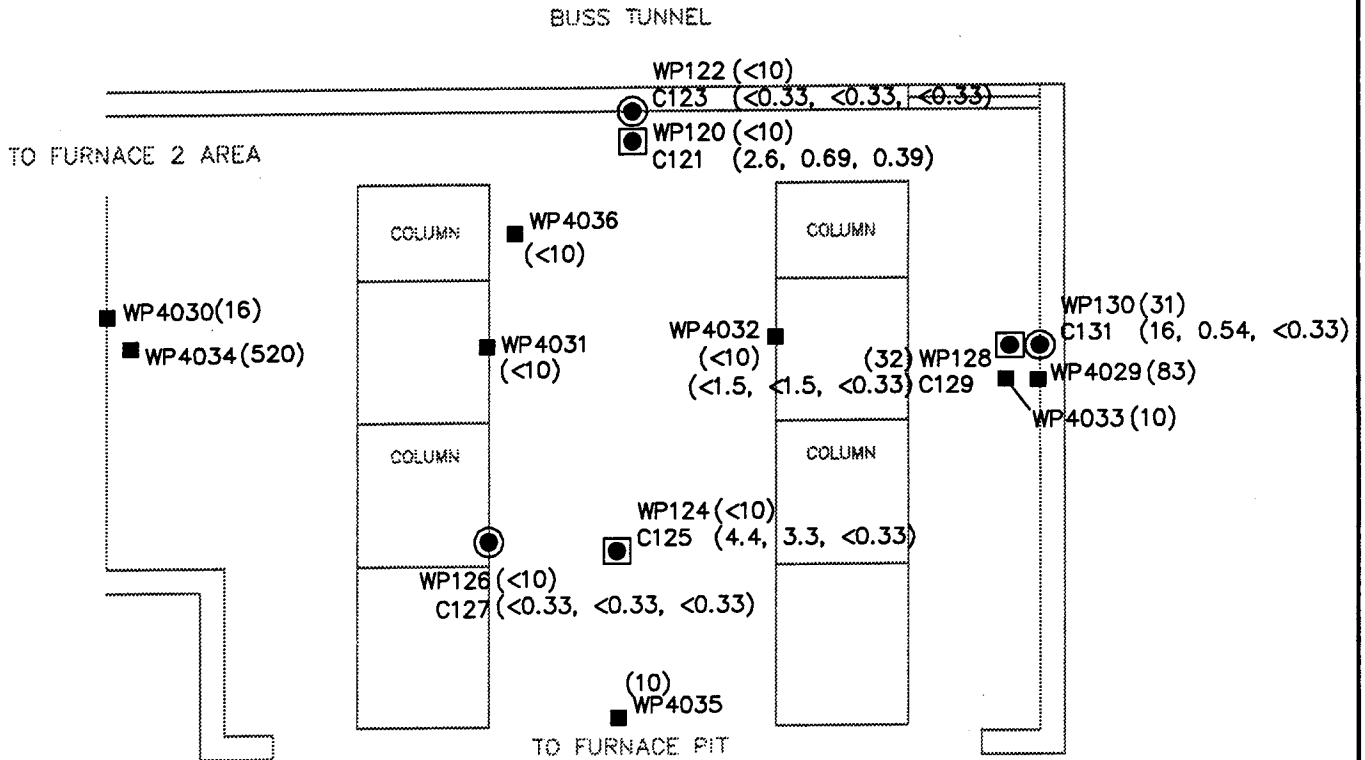 BUSS TUNNEL
WP122 (<10)
C123 (<0.33, <0.33, <0.33)
WP120 (<10)
C121 (2.6, 0.69, 0.39)
TO FURNACE 2 AREA
COLUMN
WP4036
(<10)
COLUMN
WP4030(16)
WP4034(520)
WP4031
(<10)
WP4032
(<10)
(32) WP128
(<1.5, <1.5, <0.33) C129
WP130(31)
C131 (16, 0.54, <0.33)
WP4029(83)
WP4033(10)
COLUMN
COLUMN
WP124(<10)
C125 (4.4, 3.3, <0.33)
WP126(<10)
C127(<0.33, <0.33, <0.33)
(10)
WP4035
TO FURNACE PIT